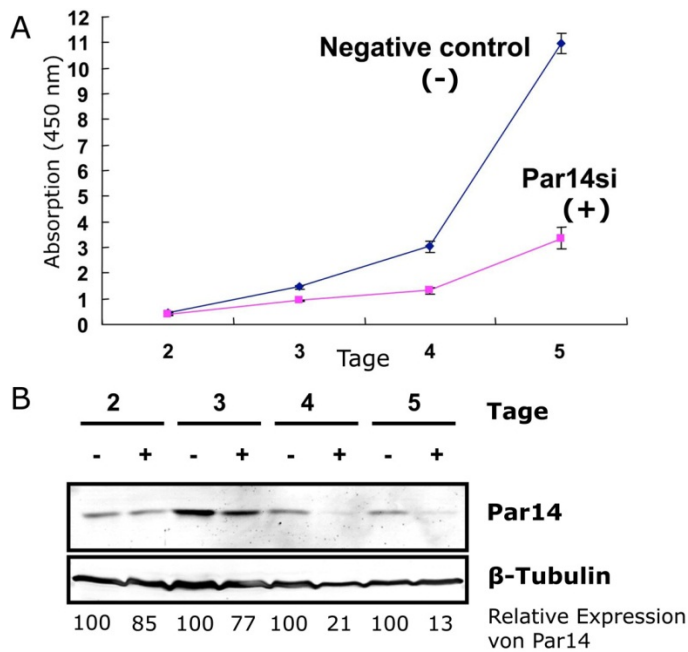 A
12
11
10
9
8
7
6
5
4
3
2
1
0
Absorption (450 nm)
Negative control
(-)
Par14si
(+)
2 3 4 5
Tage
B
2 3 4 5 Tage
- + - + - + - +
Par14
β-Tubulin
100 85 100 77 100 21 100 13
Relative Expression
von Par14